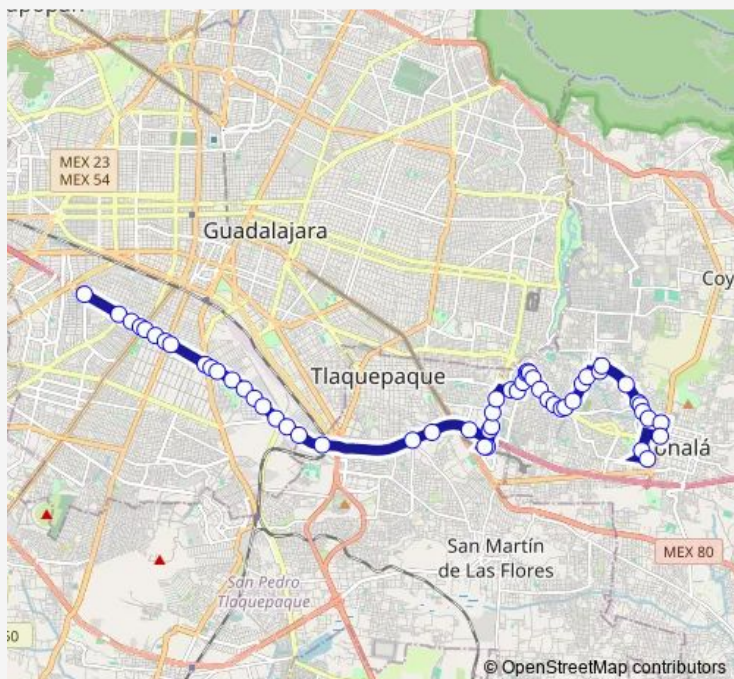 MEX 23
MEX 54
Guadalajara
Coy
Tlaquepaque
onalá
San Martín
de Las Flores
MEX 80
San Pedro
Tlaquepaque
50
© OpenStreetMap contributors